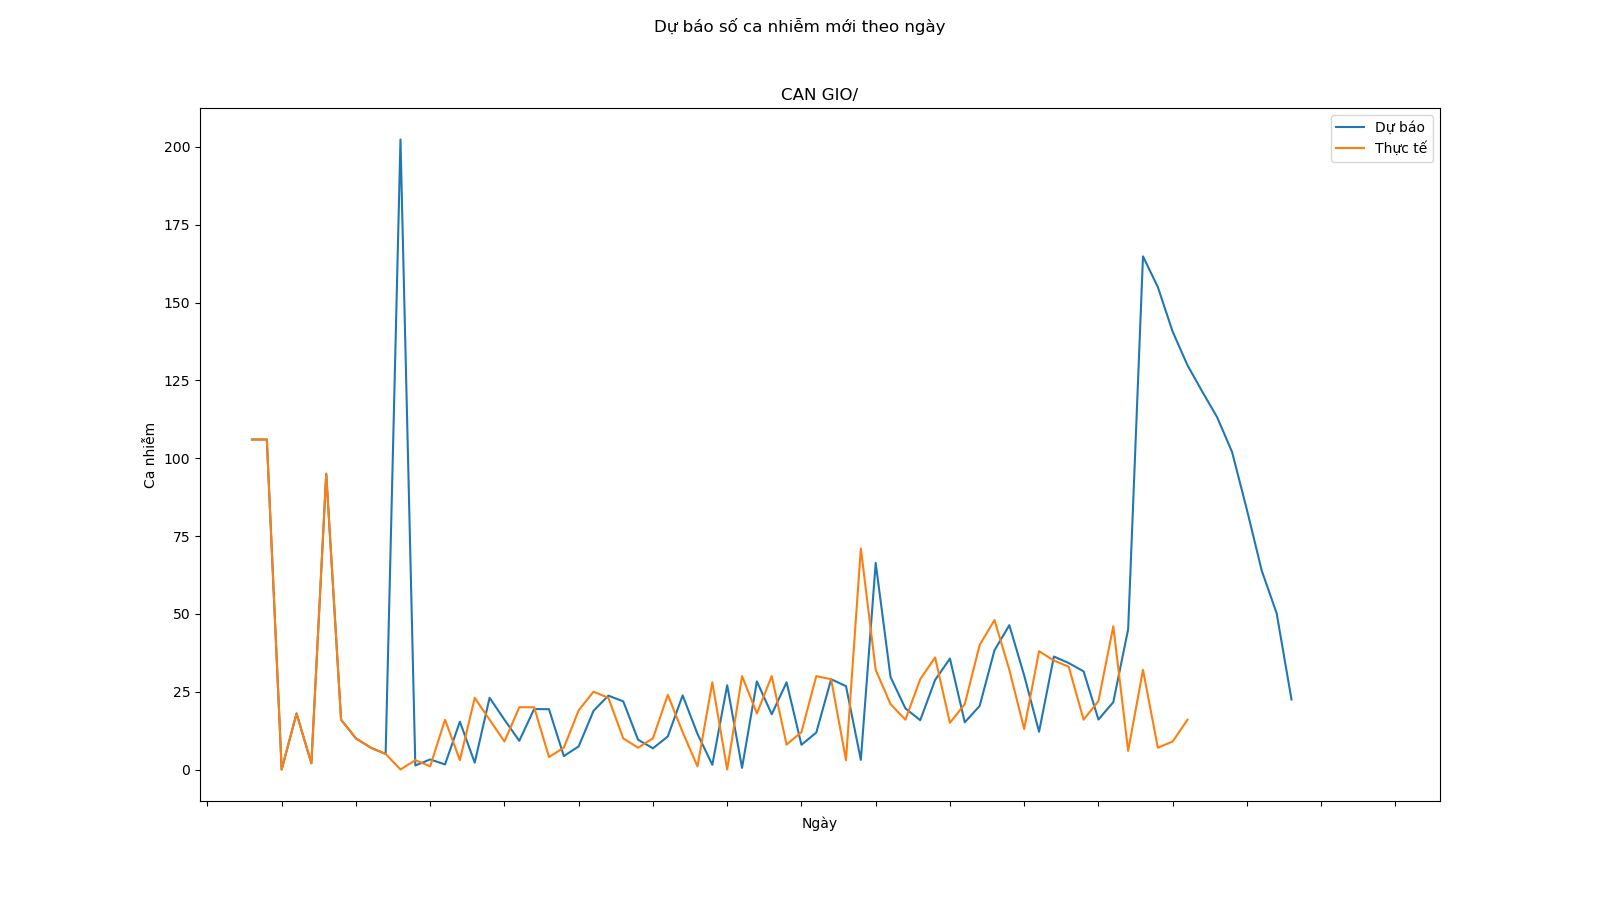 Dự báo số ca nhiễm mới theo ngày
CAN GIO/
Dự báo
Thực tế
200
175
150
125
100
75
50
25
0
Ca nhiễm
Ngày